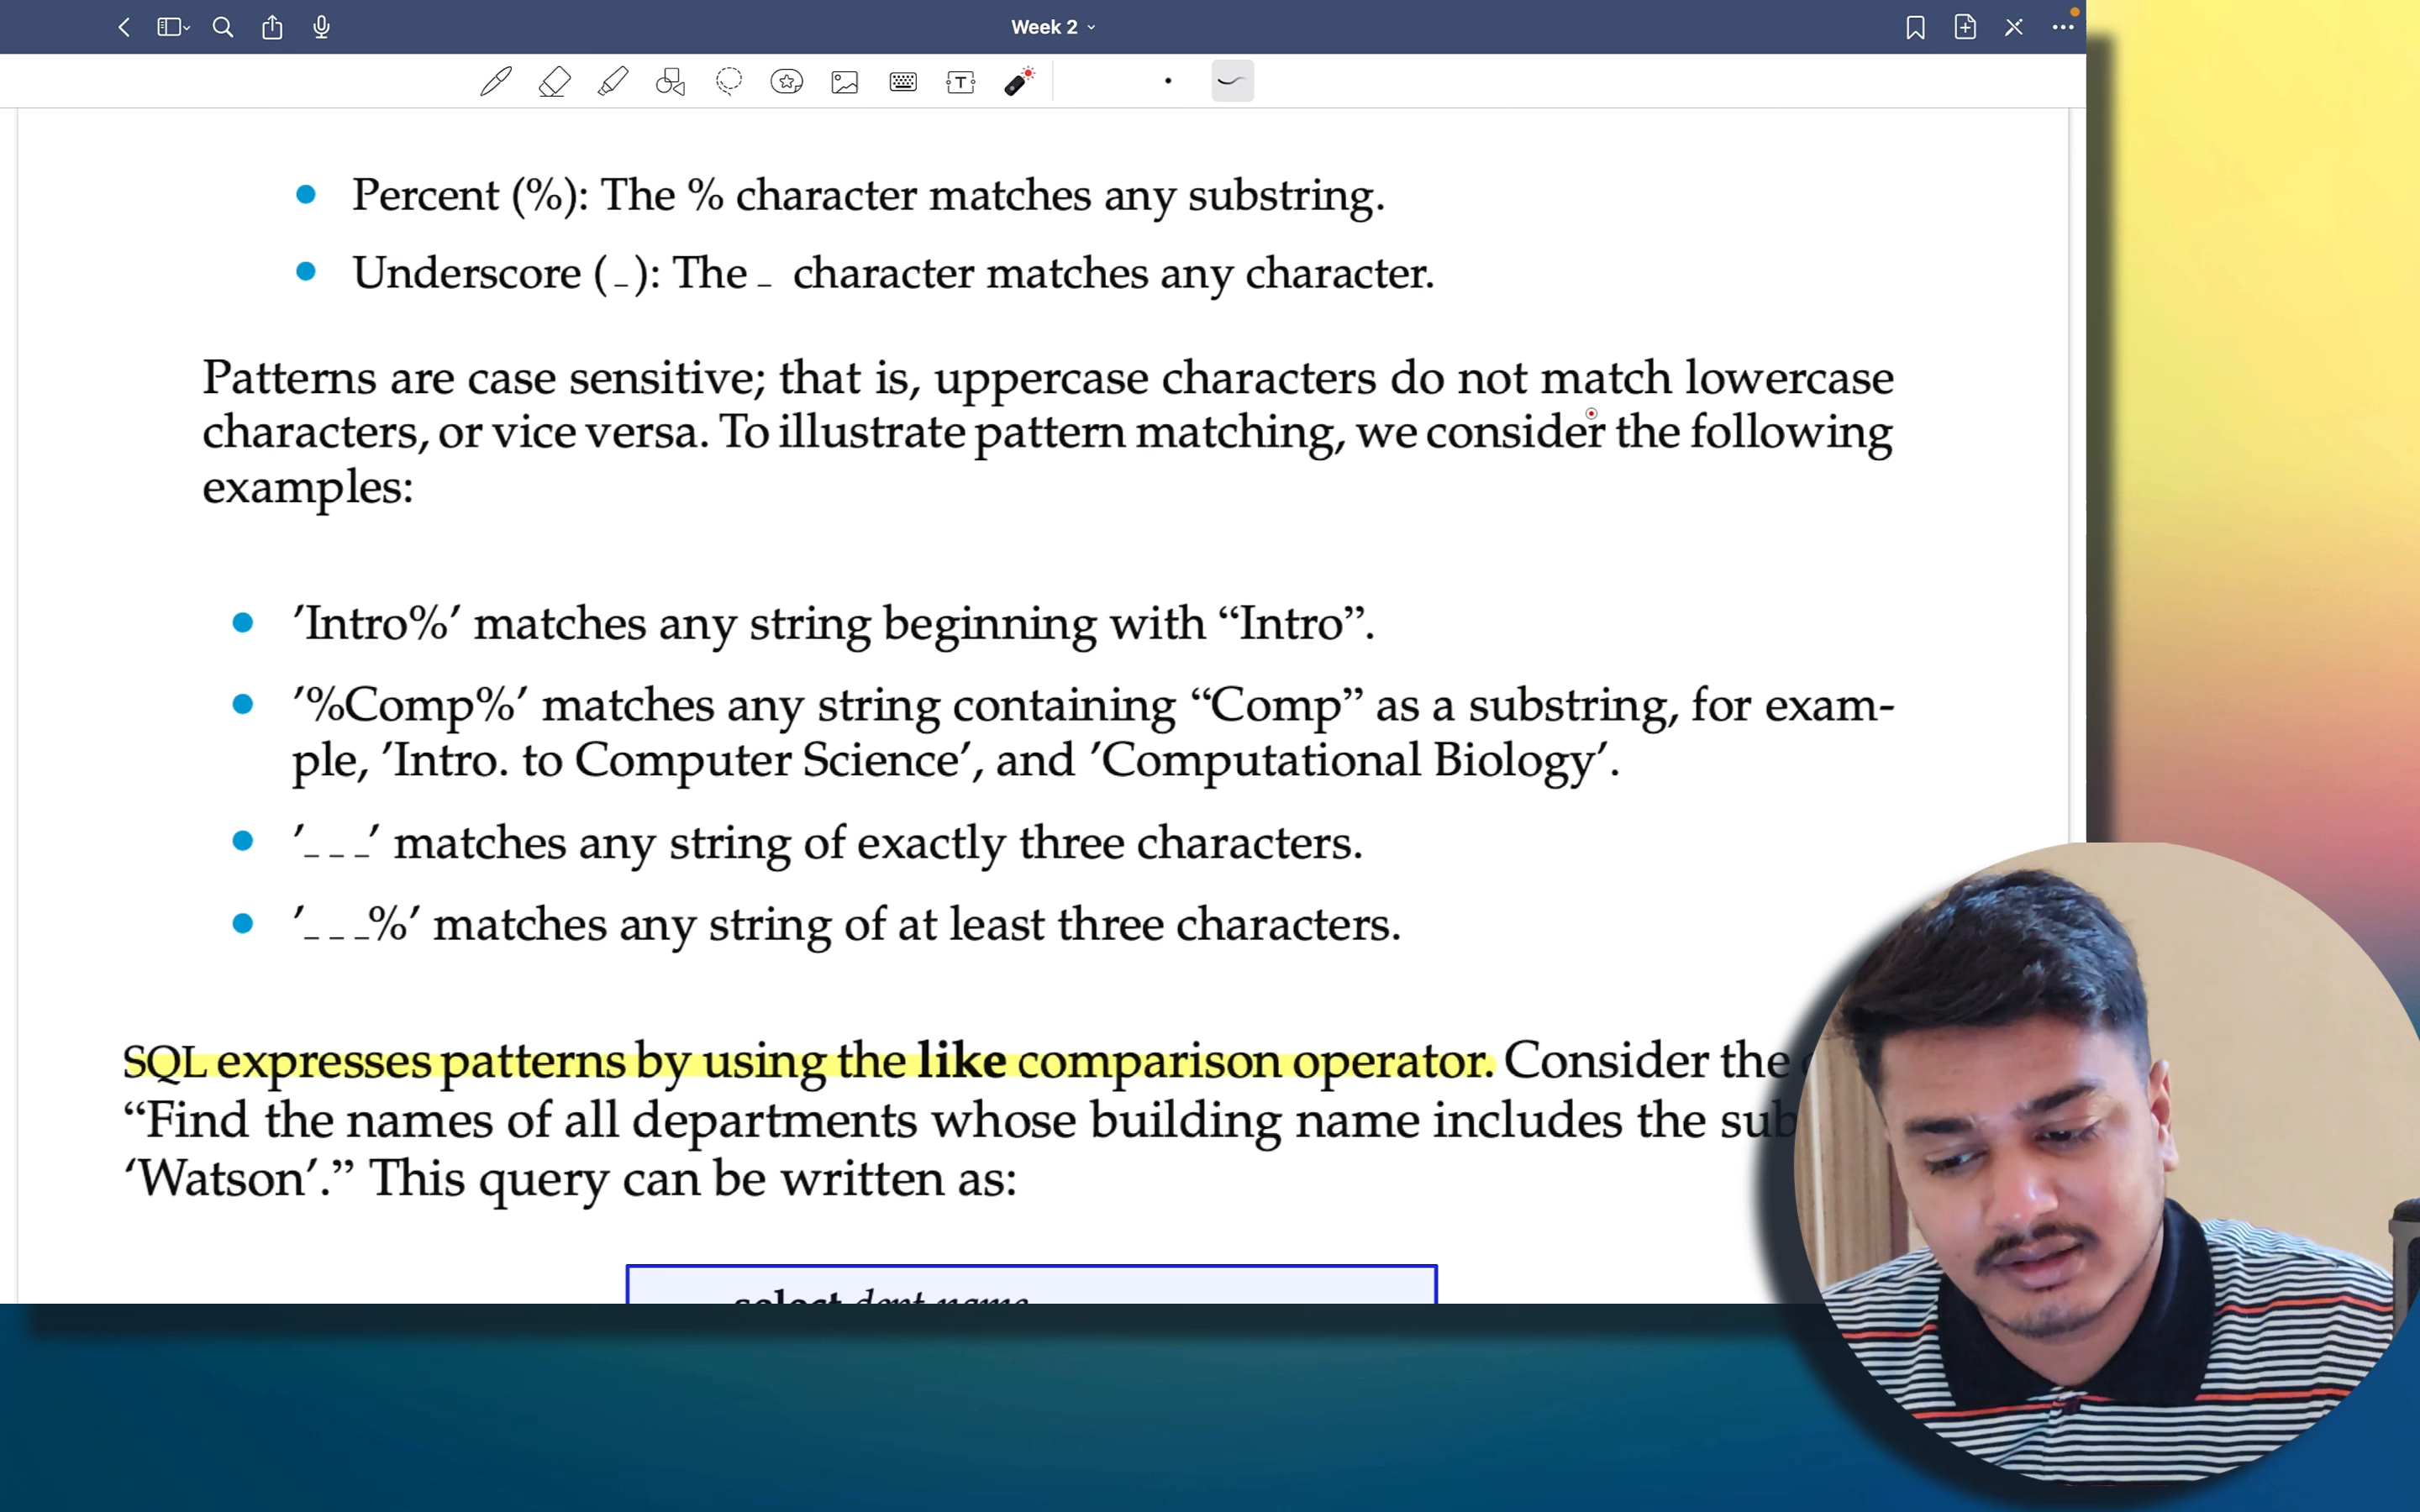 Week 2
T
Percent (%): The % character matches any substring.
Underscore ( _ ): The _ character matches any character.
Patterns are case sensitive; that is, uppercase characters do not match lowercase
characters, or vice versa. To illustrate pattern matching, we consider the following
examples:
’Intro%’ matches any string beginning with “Intro”.
’%Comp%’ matches any string containing “Comp” as a substring, for exam-
ple, ’Intro. to Computer Science’, and ’Computational Biology’.
’_ _ _’ matches any string of exactly three characters.
’_ _ _%’ matches any string of at least three characters.
SQL expresses patterns by using the like comparison operator. Consider the
“Find the names of all departments whose building name includes the sub
‘Watson’.” This query can be written as:
select dept_name